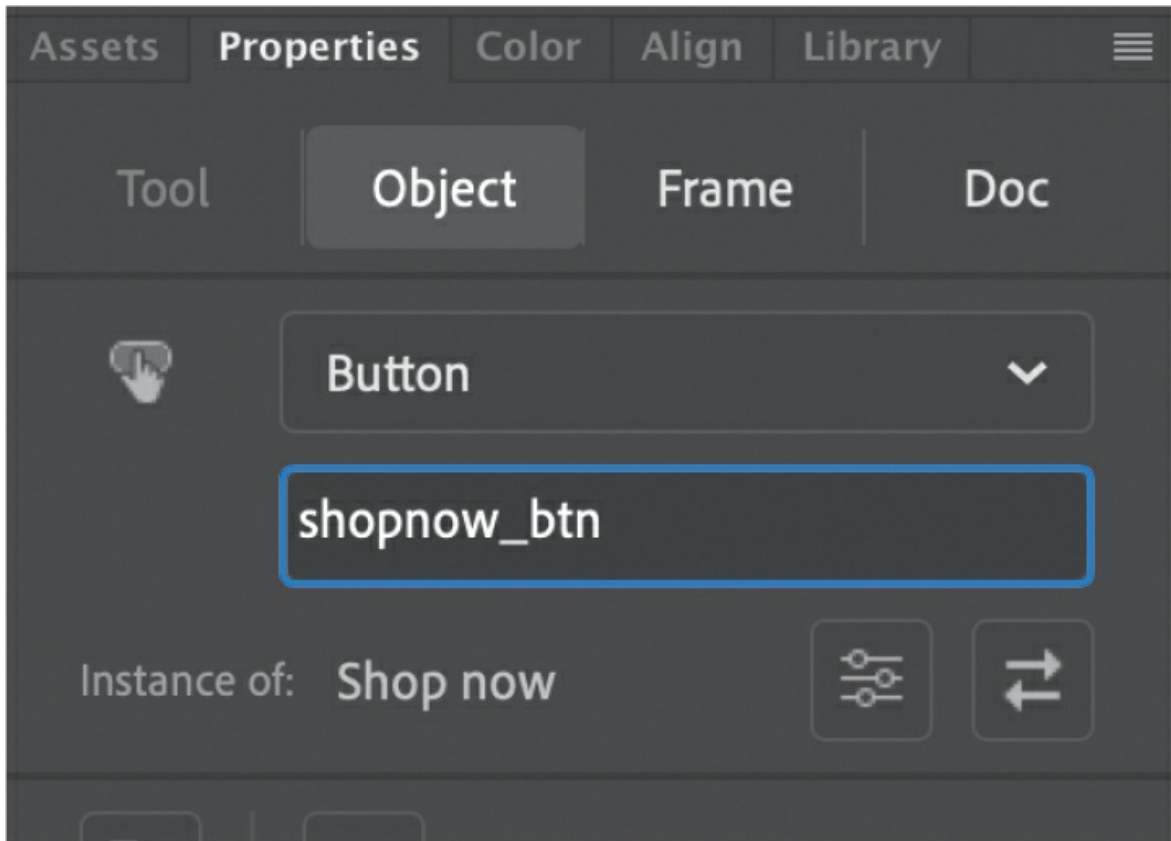 Assets Properties Color Align Library
Tool Object Frame Doc
Button
shopnow_btn
Instance of: Shop now